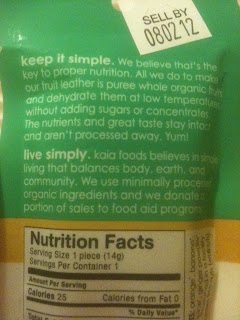 SELL BY
080212
keep it simple. We believe that's the
key to proper nutrition. All we do to make
our fruit leather is puree whole organic fruits
and dehydrate them at low temperatures
without adding sugars or concentrates.
The nutrients and great taste stay intact
and aren't processed away. Yum!
live simply. kaia foods believes in simple
living that balances body, earth, and
community. We use minimally processed
organic ingredients and we donate a
portion of sales to food aid programs.
Nutrition Facts
Serving Size 1 piece (14g)
Servings Per Container 1
Amount Per Serving
Calories 25 Calories from Fat 0
% Daily Value*